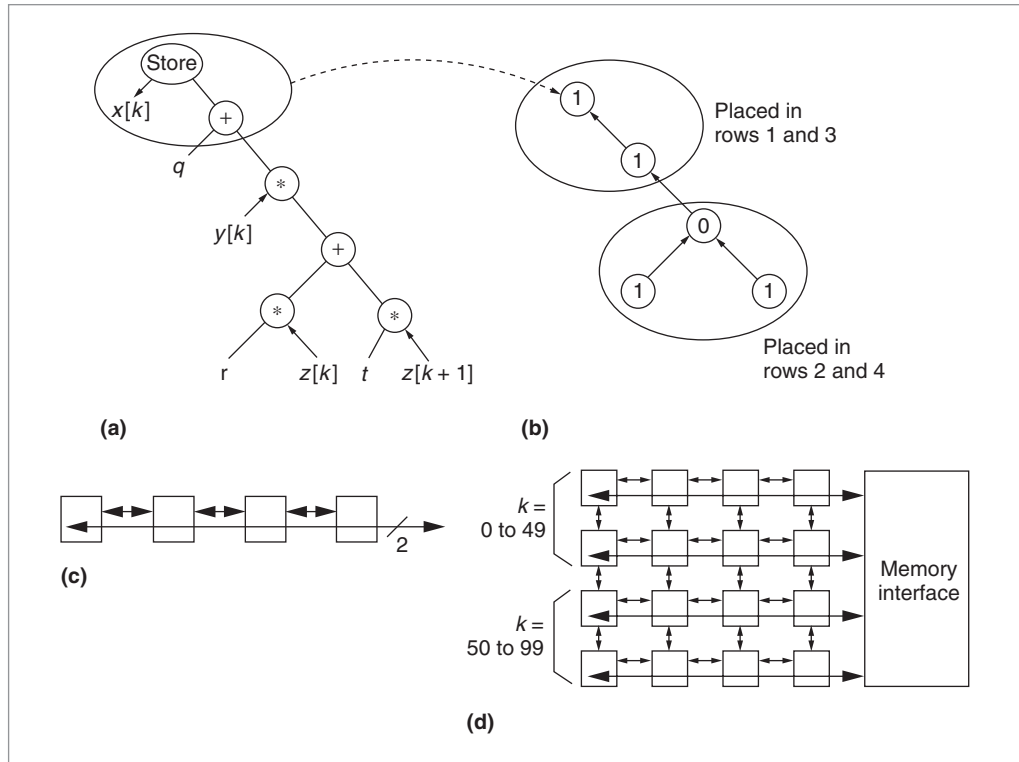 Store
x[k]
+
q
*
y[k]
+
*
*
r
z[k]
t
z[k + 1]
(a)
1
1
Placed in
rows 1 and 3
0
1
1
Placed in
rows 2 and 4
(b)
2
(c)
k =
0 to 49
k =
50 to 99
Memory
interface
(d)